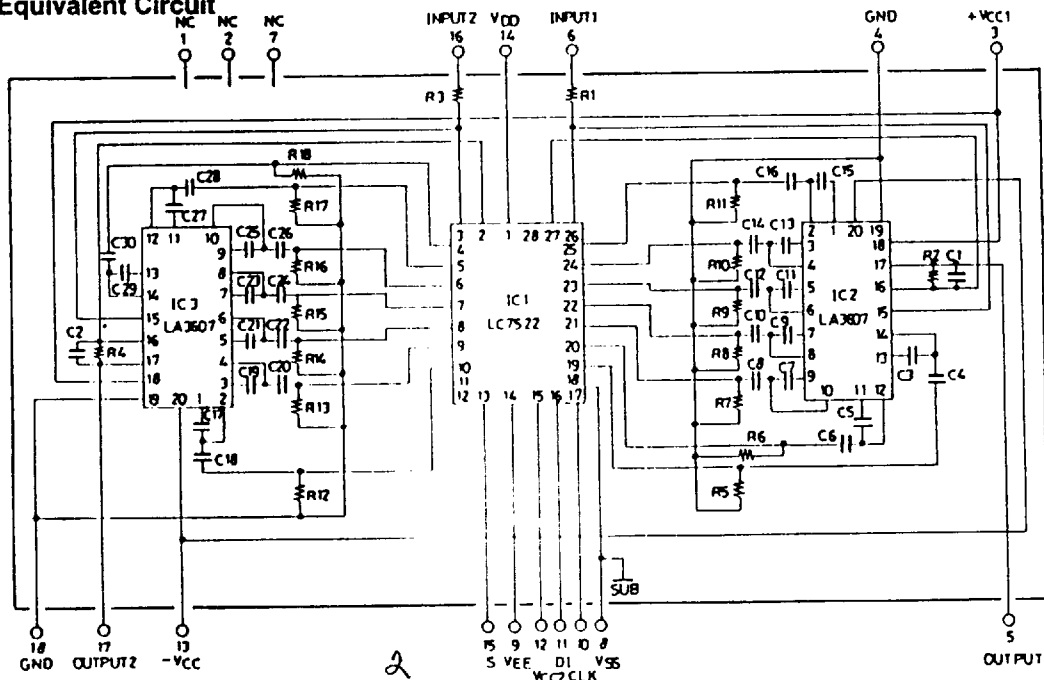 Equivalent Circuit
NC NC NC INPUT2 VDD INPUT1 GND +VCC1
1 2 7 16 14 6 4 3
R3 R1
R18
C28 R17 C27
12 11 10 C25 C26
C30 9 R16
13 8 C23 C24
C29 14 IC3 7 R15
LA3607
15 6 C21 C22
C2 R4 16 5 R14
17 4 C19 C20
18 3 R13
19 20 1 2 C17
C18
R12
3 2 1 28 27 26
4 25
5 24
6 23
7 IC1 22
8 LC7522 21
9 20
10 19
11 18
12 13 14 15 16 17
C16 C15
R11
C14 C13 2 1 20 19
R10 3 18
4 17 R2 C1
R9 C12 C11 5 IC2 16
6 LA3607 15
R8 C10 C9 7 14
8 13 C3 C4
R7 C8 C7 9 10 11 12
C5
R6 C6
R5
SUB
18 17 13 15 9 12 11 10 8 5
GND OUTPUT2 -VCC S VEE DI VSS OUTPUT
VCC2 CLK
2